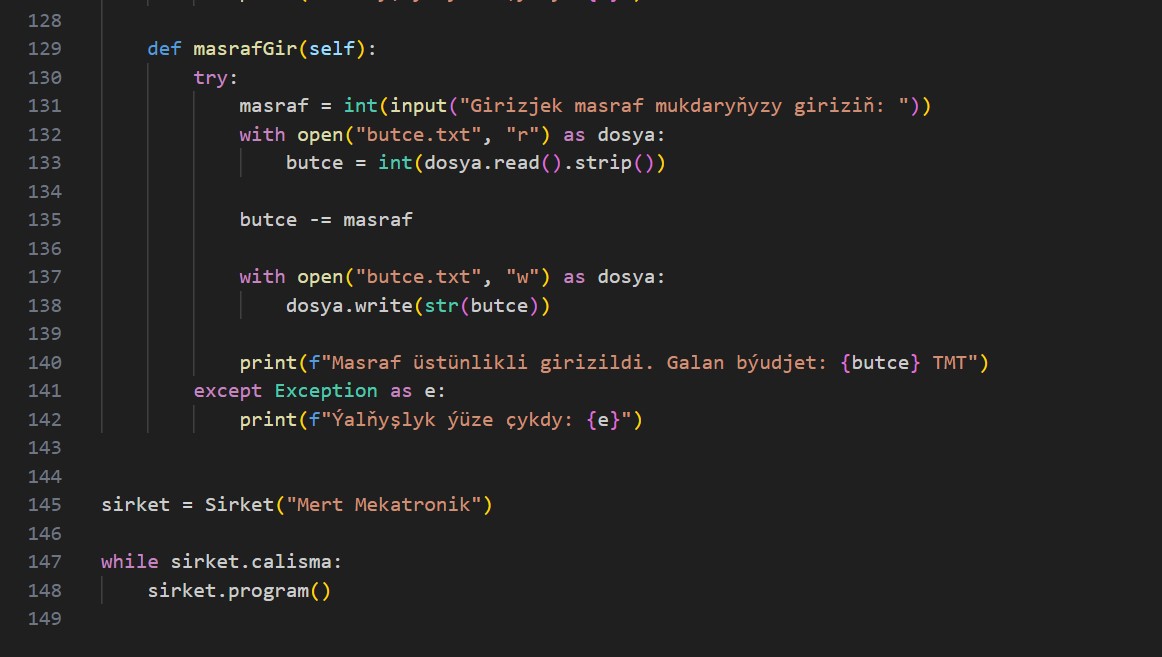 128
129 def masrafGir(self):
130 try:
131 masraf = int(input("Girizjek masraf mukdaryňyzy giriziň: "))
132 with open("butce.txt", "r") as dosya:
133 butce = int(dosya.read().strip())
134
135 butce -= masraf
136
137 with open("butce.txt", "w") as dosya:
138 dosya.write(str(butce))
139
140 print(f"Masraf üstünlikli girizildi. Galan býudjet: {butce} TMT")
141 except Exception as e:
142 print(f"Ýalňyşlyk ýüze çykdy: {e}")
143
144
145 sirket = Sirket("Mert Mekatronik")
146
147 while sirket.calisma:
148 sirket.program()
149